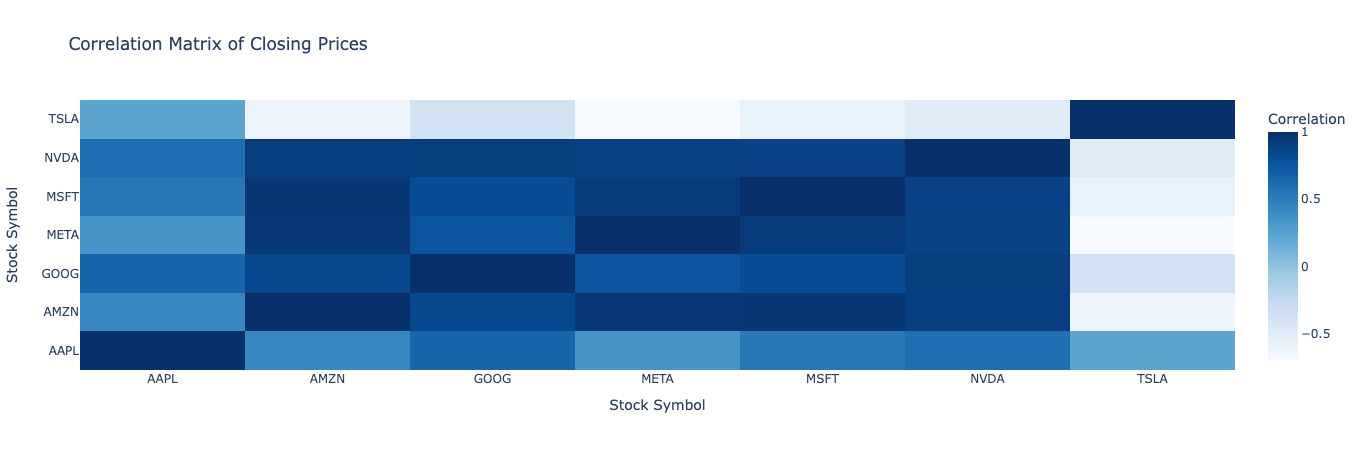 Correlation Matrix of Closing Prices
Stock Symbol
TSLA
NVDA
MSFT
META
GOOG
AMZN
AAPL
AAPL AMZN GOOG META MSFT NVDA TSLA
Stock Symbol
Correlation
1
0.5
0
−0.5